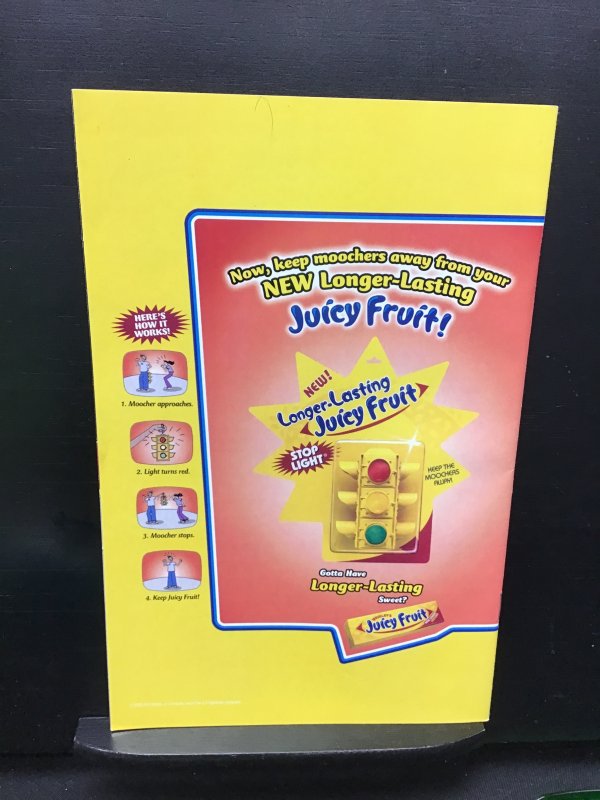 Now, keep moochers away from your
NEW Longer-Lasting
Juicy Fruit!
HERE'S
HOW IT
WORKS!
1. Moocher approaches.
2. Light turns red.
3. Moocher stops.
4. Keep Juicy Fruit!
NEW!
Longer-Lasting
Juicy Fruit
STOP
LIGHT
KEEP THE
MOOCHERS
AWAY!
Gotta Have
Longer-Lasting
Sweet?
Juicy Fruit